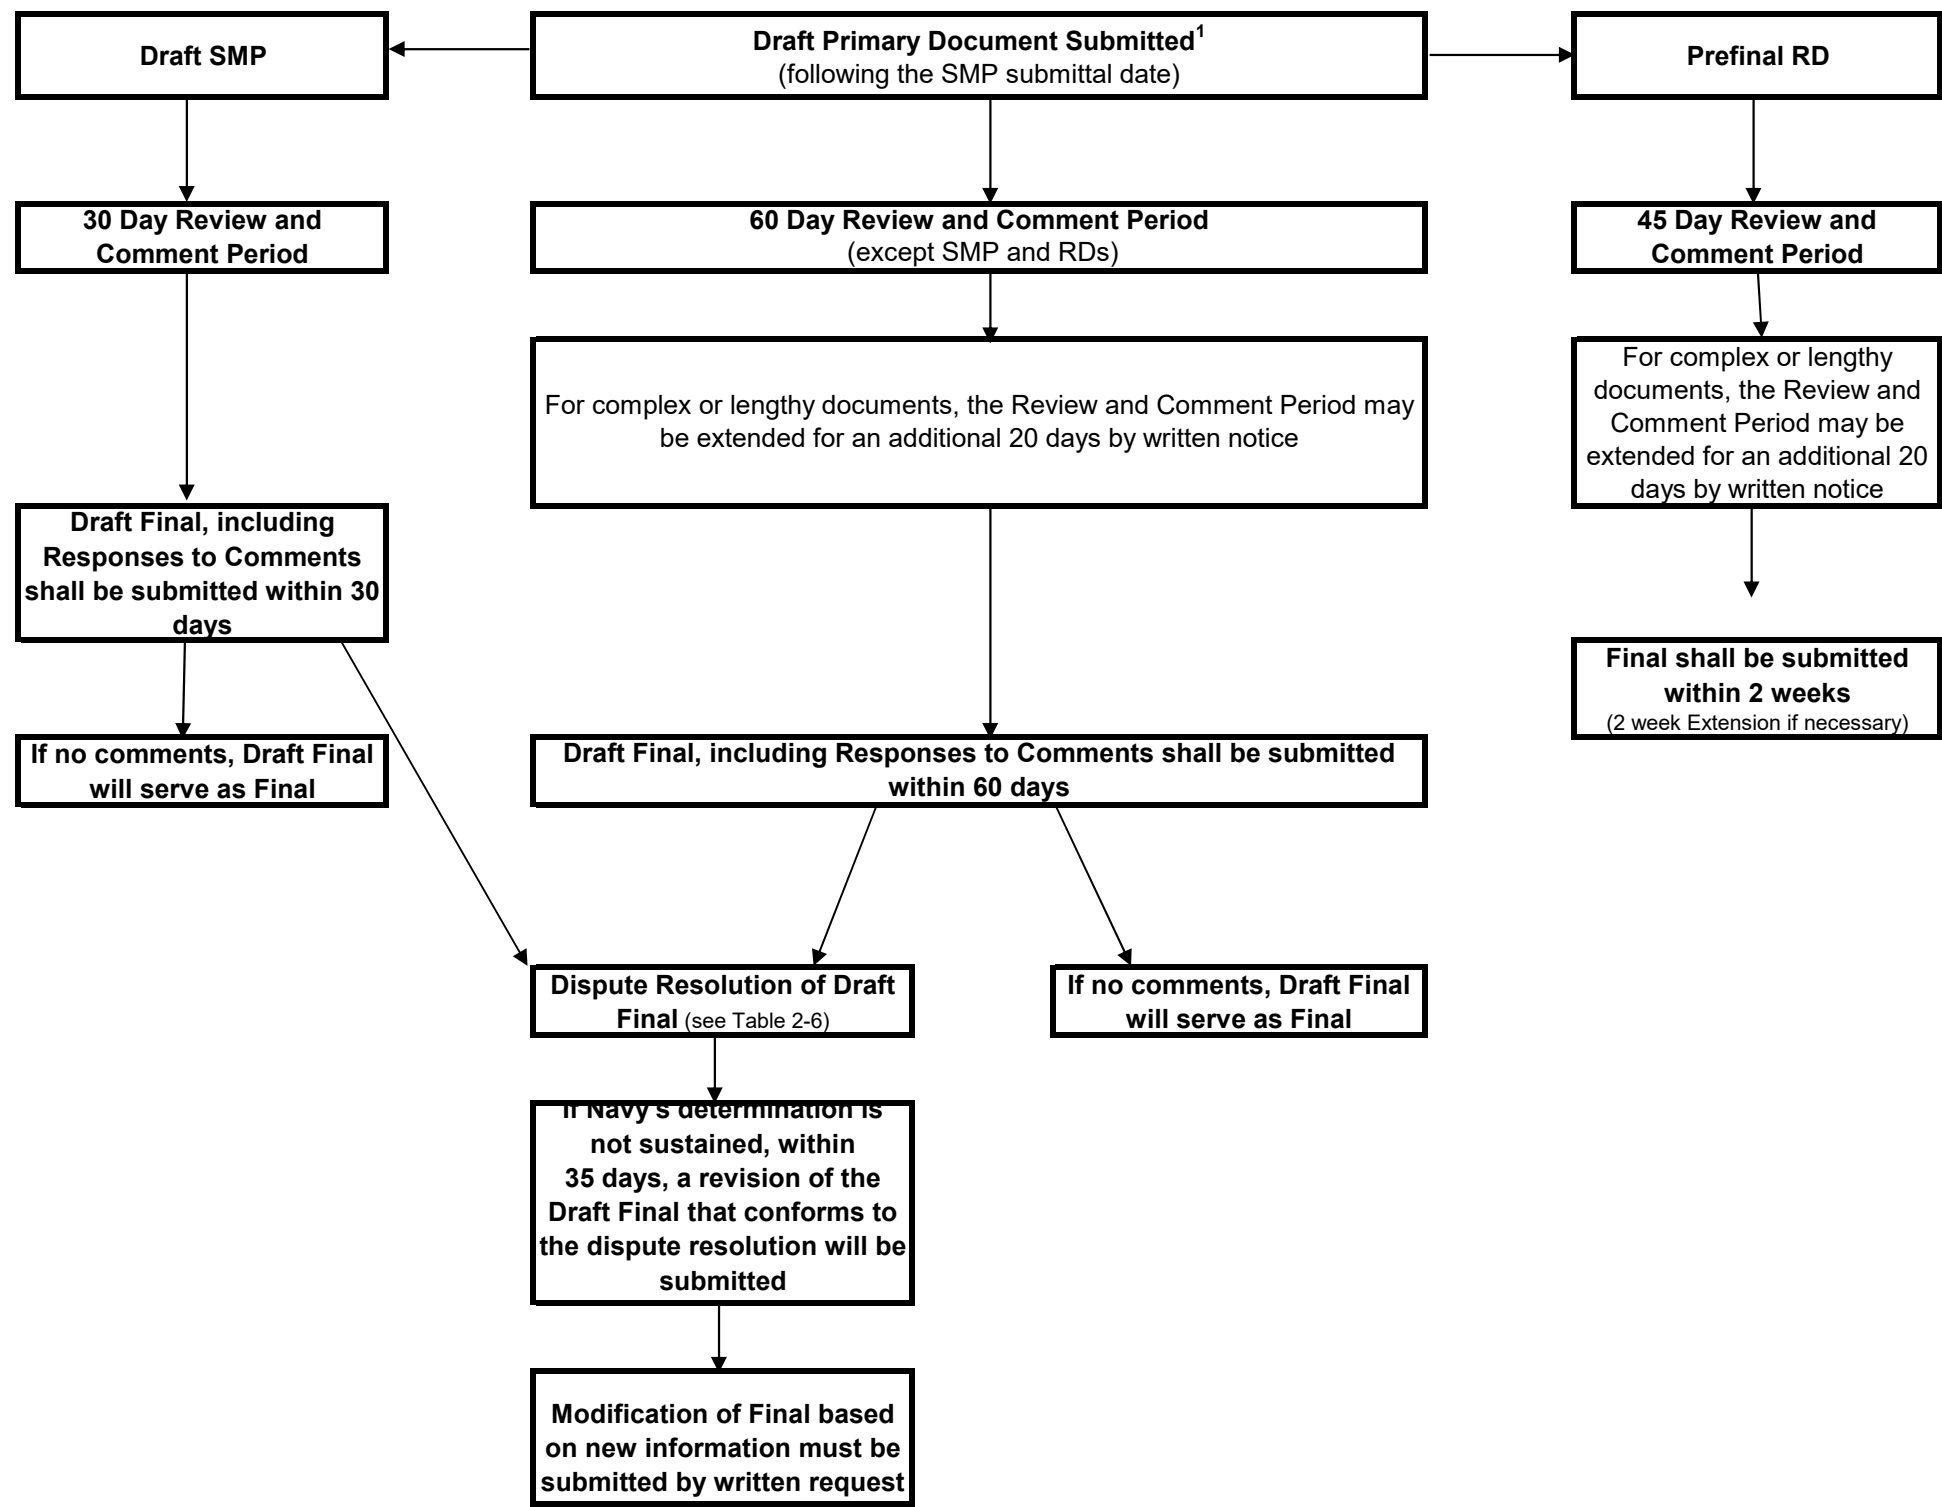 Draft SMP
Draft Primary Document Submitted1
(following the SMP submittal date)
Prefinal RD
30 Day Review and
Comment Period
60 Day Review and Comment Period
(except SMP and RDs)
45 Day Review and
Comment Period
For complex or lengthy documents, the Review and Comment Period may
be extended for an additional 20 days by written notice
For complex or lengthy
documents, the Review and
Comment Period may be
extended for an additional 20
days by written notice
Draft Final, including
Responses to Comments
shall be submitted within 30
days
Final shall be submitted
within 2 weeks
(2 week Extension if necessary)
If no comments, Draft Final
will serve as Final
Draft Final, including Responses to Comments shall be submitted
within 60 days
Dispute Resolution of Draft
Final (see Table 2-6)
If no comments, Draft Final
will serve as Final
If Navy's determination is
not sustained, within
35 days, a revision of the
Draft Final that conforms to
the dispute resolution will be
submitted
Modification of Final based
on new information must be
submitted by written request